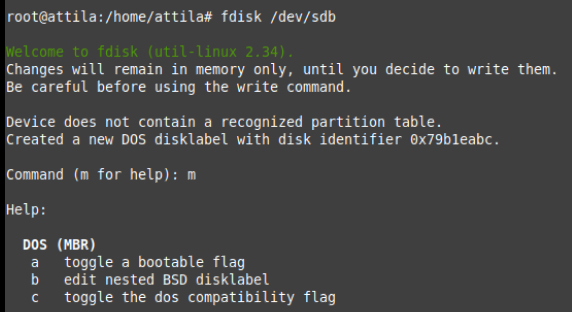 root@attila:/home/attila# fdisk /dev/sdb
Welcome to fdisk (util-linux 2.34).
Changes will remain in memory only, until you decide to write them.
Be careful before using the write command.
Device does not contain a recognized partition table.
Created a new DOS disklabel with disk identifier 0x79b1eabc.
Command (m for help): m
Help:
DOS (MBR)
a   toggle a bootable flag
b   edit nested BSD disklabel
c   toggle the dos compatibility flag